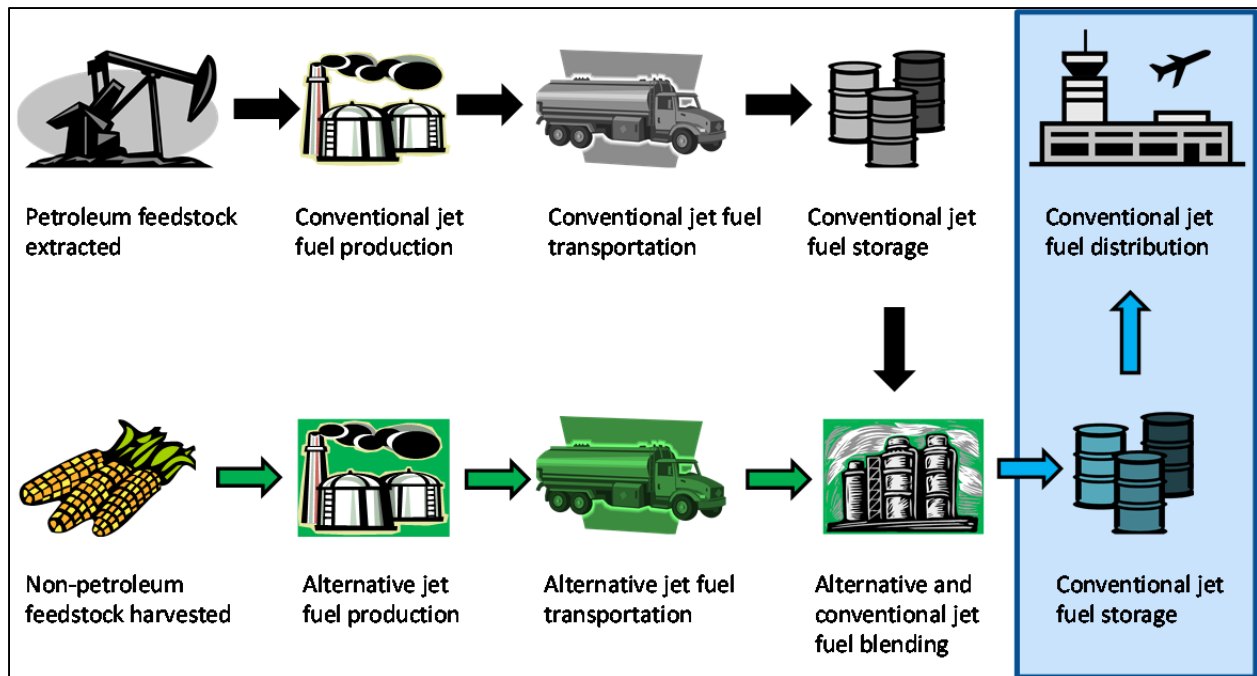 Petroleum feedstock
extracted
Conventional jet
fuel production
Conventional jet fuel
transportation
Conventional jet
fuel storage
Conventional jet
fuel distribution
Non-petroleum
feedstock harvested
Alternative jet
fuel production
Alternative jet fuel
transportation
Alternative and
conventional jet
fuel blending
Conventional jet
fuel storage